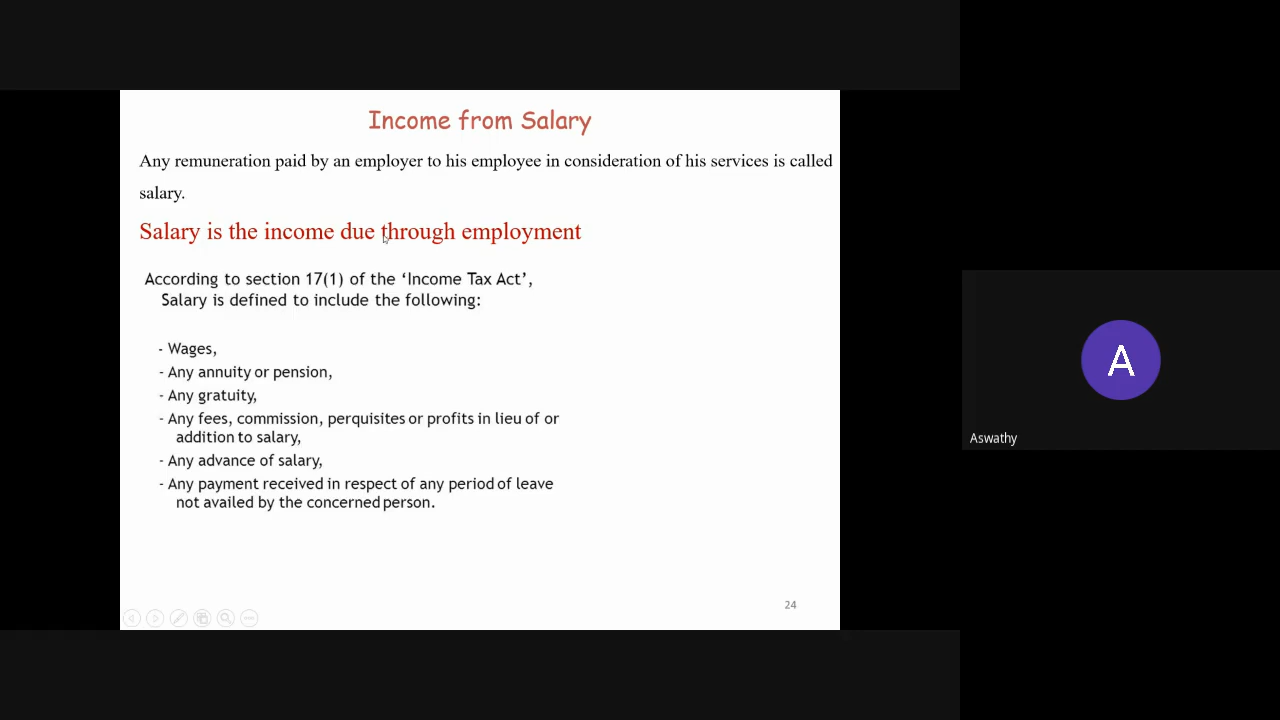 Income from Salary
Any remuneration paid by an employer to his employee in consideration of his services is called
salary.
Salary is the income due through employment
According to section 17(1) of the ‘Income Tax Act’,
Salary is defined to include the following:
- Wages,
- Any annuity or pension,
- Any gratuity,
- Any fees, commission, perquisites or profits in lieu of or
addition to salary,
- Any advance of salary,
- Any payment received in respect of any period of leave
not availed by the concerned person.
24
A
Aswathy